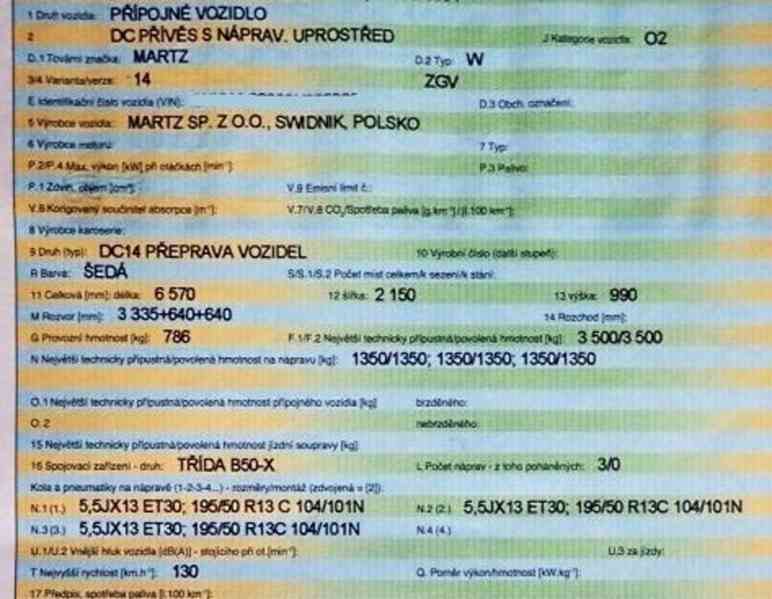 1 Druh vozidla: PŘÍPOJNÉ VOZIDLO
2 DC PŘÍVĚS S NÁPRAV. UPROSTŘED J Kategorie vozidla: O2
D.1 Tovární značka: MARTZ D.2 Typ: W
3/4 Varianta/verze: 14 ZGV
E Identifikační číslo vozidla (VIN): D.3 Obch. označení:
5 Výrobce vozidla: MARTZ SP. Z O.O., SWIDNIK, POLSKO
6 Výrobce motoru: 7 Typ:
P.2/P.4 Max. výkon [kW] při otáčkách [min⁻¹]: P.3 Palivo:
P.1 Zdvih. objem [cm³]: V.9 Emisní limit č.:
V.6 Korigovaný součinitel absorpce [m⁻¹]: V.7/V.8 CO₂/Spotřeba paliva [g.km⁻¹]/[l.100 km⁻¹]:
8 Výrobce karoserie:
9 Druh (typ): DC14 PŘEPRAVA VOZIDEL 10 Výrobní číslo (další stupeň):
R Barva: ŠEDÁ S/S.1/S.2 Počet míst celkem/k sezení/k stání:
11 Celková [mm]: délka: 6 570 12 šířka: 2 150 13 výška: 990
M Rozvor [mm]: 3 335+640+640 14 Rozchod [mm]:
G Provozní hmotnost [kg]: 786 F.1/F.2 Největší technicky přípustná/povolená hmotnost [kg]: 3 500/3 500
N Největší technicky přípustná/povolená hmotnost na nápravu [kg]: 1350/1350; 1350/1350; 1350/1350
O.1 Největší technicky přípustná/povolená hmotnost přípojného vozidla [kg] brzděného:
O.2 nebrzděného:
15 Největší technicky přípustná/povolená hmotnost jízdní soupravy [kg]
16 Spojovací zařízení - druh: TŘÍDA B50-X L Počet náprav - z toho poháněných: 3/0
Kola a pneumatiky na nápravě (1-2-3-4...) - rozměry/montáž (zdvojená = [2]):
N.1 (1.) 5,5JX13 ET30; 195/50 R13 C 104/101N N.2 (2.) 5,5JX13 ET30; 195/50 R13C 104/101N
N.3 (3.) 5,5JX13 ET30; 195/50 R13C 104/101N N.4 (4.)
U.1/U.2 Vnější hluk vozidla [dB(A)] - stojícího při ot.[min⁻¹]: U.3 za jízdy:
T Nejvyšší rychlost [km.h⁻¹]: 130 Q. Poměr výkon/hmotnost [kW.kg⁻¹]:
17 Předpis, spotřeba paliva [l.100 km⁻¹]: